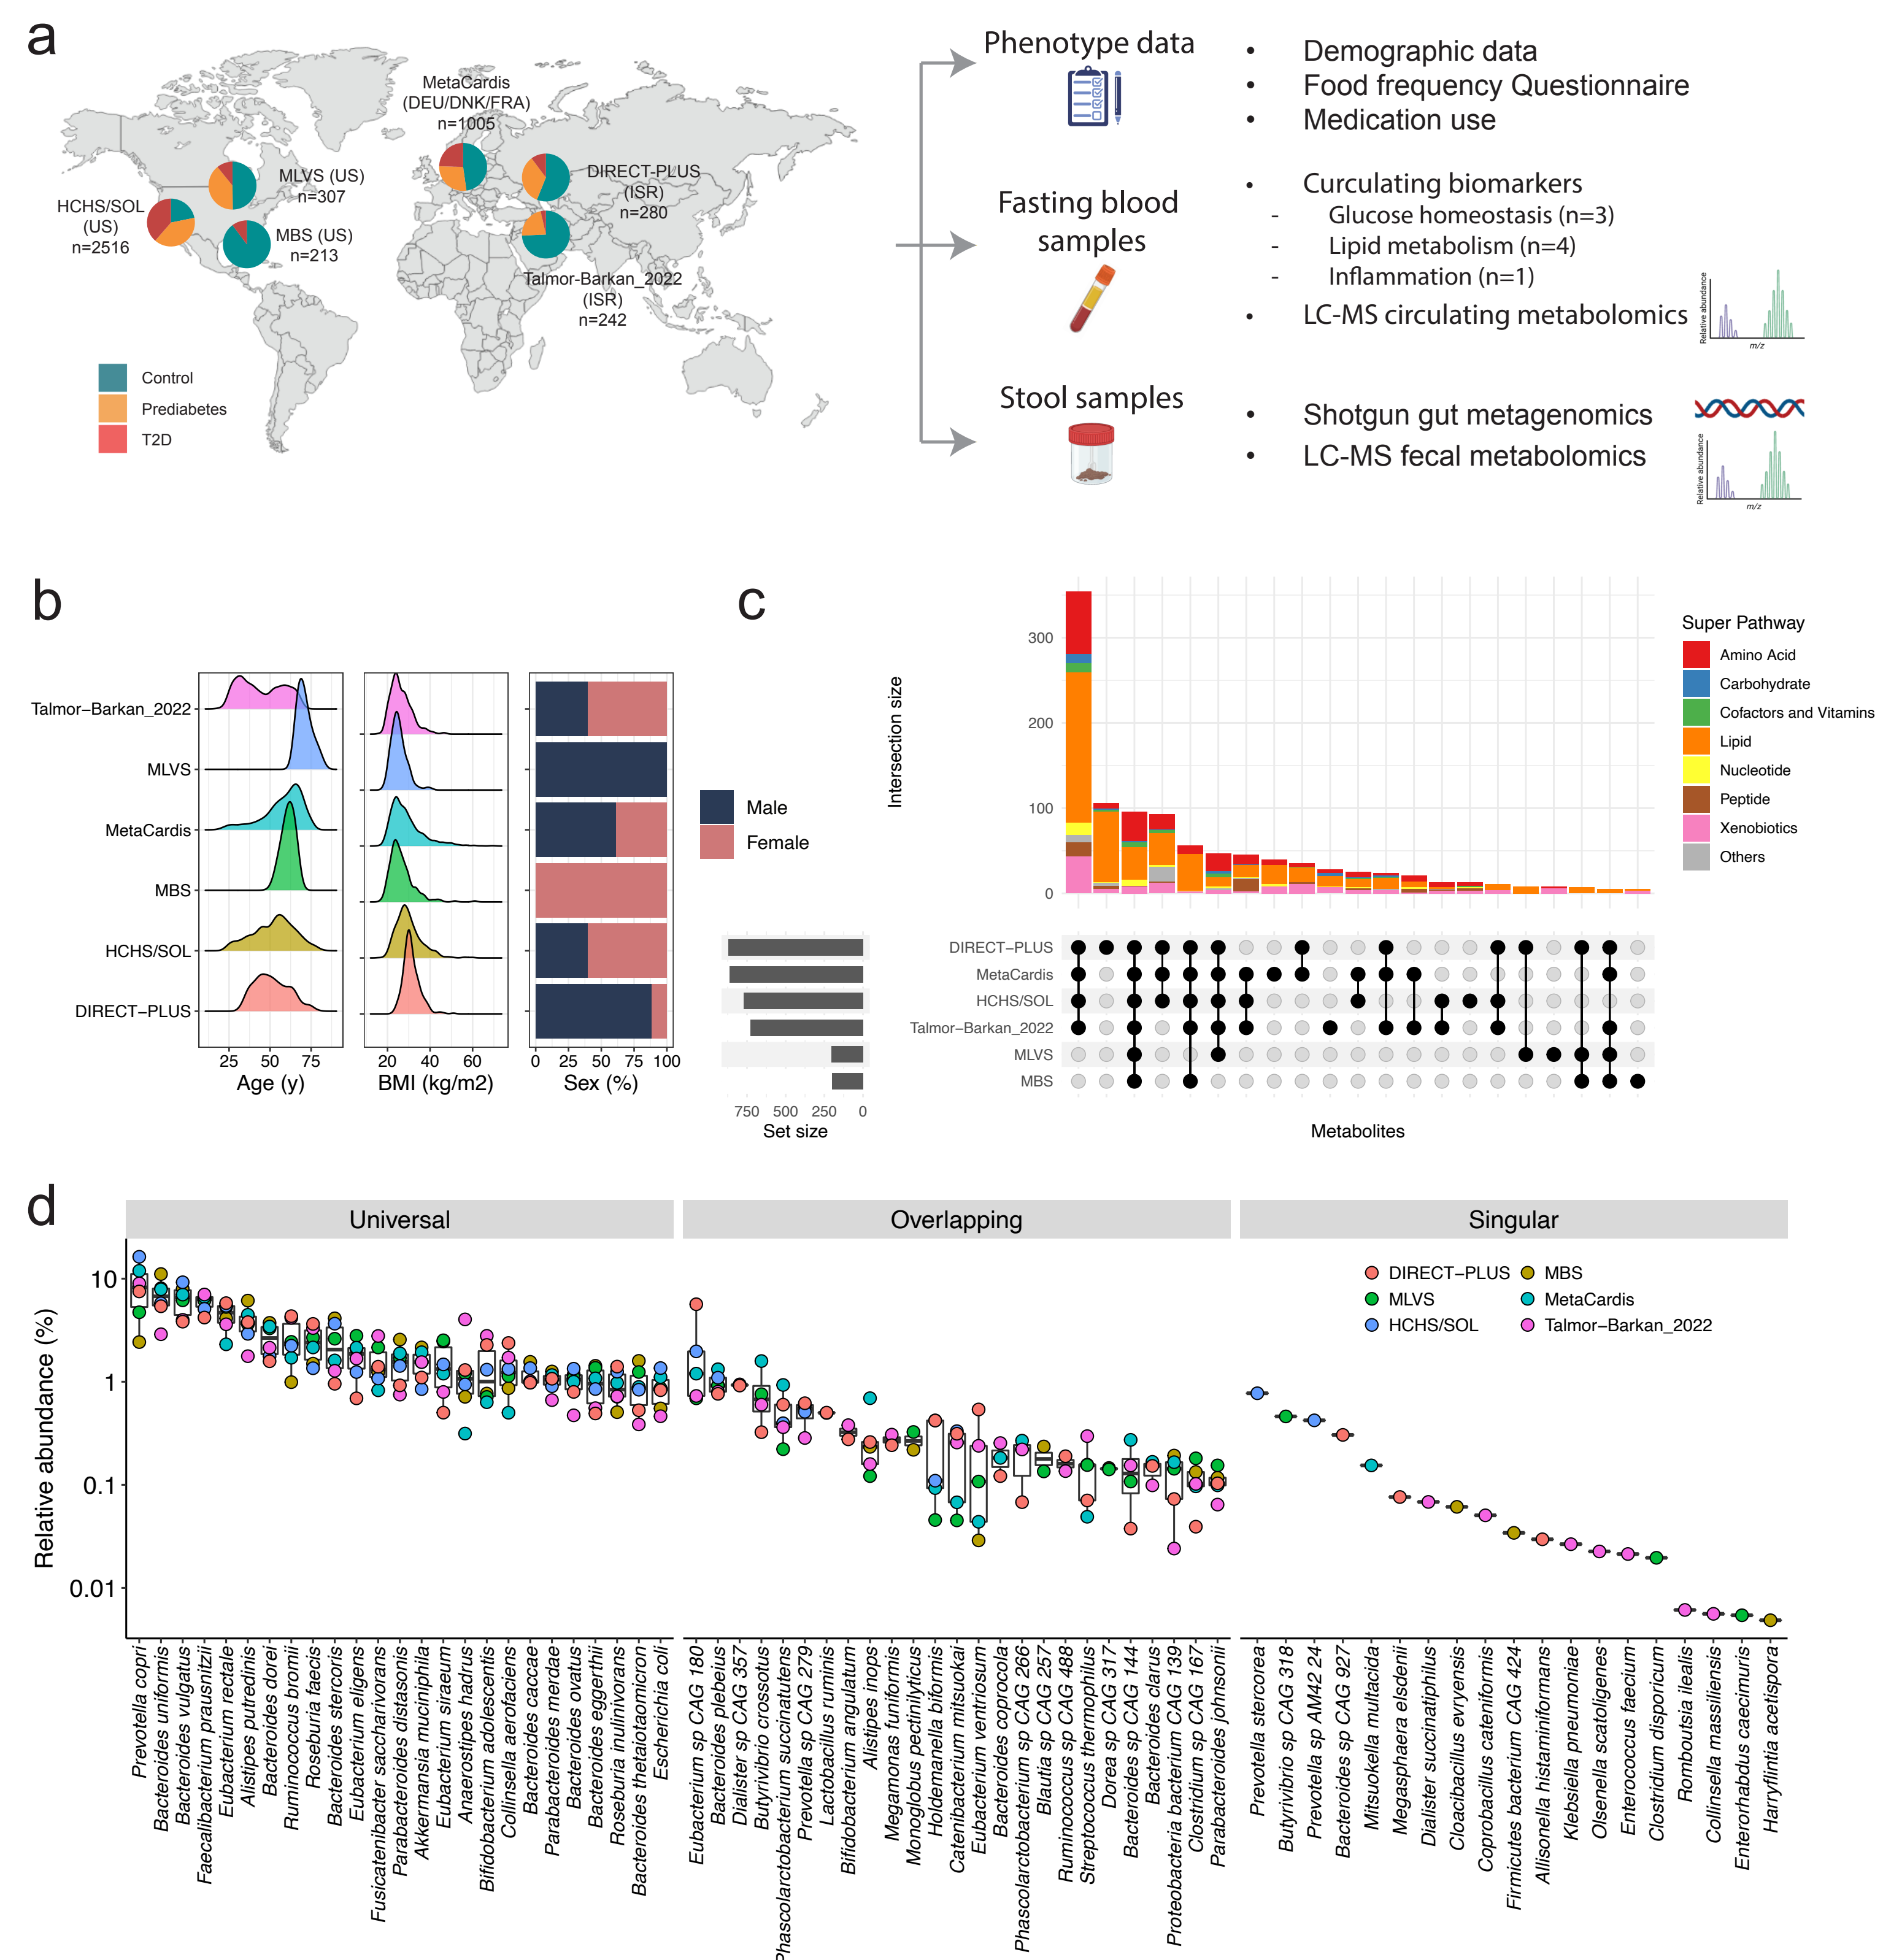 a
MetaCardis
(DEU/DNK/FRA)
n=1005
MLVS (US)
n=307
HCHS/SOL
(US)
n=2516
MBS (US)
n=213
DIRECT-PLUS
(ISR)
n=280
Talmor-Barkan_2022
(ISR)
n=242
Control
Prediabetes
T2D
Phenotype data
• Demographic data
• Food frequency Questionnaire
• Medication use
Fasting blood
samples
• Curculating biomarkers
- Glucose homeostasis (n=3)
- Lipid metabolism (n=4)
- Inflammation (n=1)
• LC-MS circulating metabolomics
Relative abundance
m/z
Stool samples
• Shotgun gut metagenomics
• LC-MS fecal metabolomics
Relative abundance
m/z
b
Talmor−Barkan_2022
MLVS
MetaCardis
MBS
HCHS/SOL
DIRECT−PLUS
25 50 75
Age (y)
20 40 60
BMI (kg/m2)
0 25 50 75 100
Sex (%)
Male
Female
c
Intersection size
300
200
100
0
Super Pathway
Amino Acid
Carbohydrate
Cofactors and Vitamins
Lipid
Nucleotide
Peptide
Xenobiotics
Others
DIRECT−PLUS
MetaCardis
HCHS/SOL
Talmor−Barkan_2022
MLVS
MBS
750 500 250 0
Set size
Metabolites
d
Universal
Overlapping
Singular
Relative abundance (%)
10
1
0.1
0.01
DIRECT−PLUS
MLVS
HCHS/SOL
MBS
MetaCardis
Talmor−Barkan_2022
Prevotella copri
Bacteroides uniformis
Bacteroides vulgatus
Faecalibacterium prausnitzii
Eubacterium rectale
Alistipes putredinis
Bacteroides dorei
Ruminococcus bromii
Roseburia faecis
Bacteroides stercoris
Eubacterium eligens
Fusicatenibacter saccharivorans
Parabacteroides distasonis
Akkermansia muciniphila
Eubacterium siraeum
Anaerostipes hadrus
Bifidobacterium adolescentis
Collinsella aerofaciens
Bacteroides caccae
Parabacteroides merdae
Bacteroides ovatus
Bacteroides eggerthii
Roseburia inulinivorans
Bacteroides thetaiotaomicron
Escherichia coli
Eubacterium sp CAG 180
Bacteroides plebeius
Dialister sp CAG 357
Butyrivibrio crossotus
Phascolarctobacterium succinatutens
Prevotella sp CAG 279
Lactobacillus ruminis
Bifidobacterium angulatum
Alistipes inops
Megamonas funiformis
Monoglobus pectinilyticus
Holdemanella biformis
Catenibacterium mitsuokai
Eubacterium ventriosum
Bacteroides coprocola
Phascolarctobacterium sp CAG 266
Blautia sp CAG 257
Ruminococcus sp CAG 488
Streptococcus thermophilus
Dorea sp CAG 317
Bacteroides sp CAG 144
Bacteroides clarus
Proteobacteria bacterium CAG 139
Clostridium sp CAG 167
Parabacteroides johnsonii
Prevotella stercorea
Butyrivibrio sp CAG 318
Prevotella sp AM42 24
Bacteroides sp CAG 927
Mitsuokella multacida
Megasphaera elsdenii
Dialister succinatiphilus
Cloacibacillus evryensis
Coprobacillus cateniformis
Firmicutes bacterium CAG 424
Allisonella histaminiformans
Klebsiella pneumoniae
Olsenella scatoligenes
Enterococcus faecium
Clostridium disporicum
Romboutsia ilealis
Collinsella massiliensis
Enterorhabdus caecimuris
Harryflintia acetispora